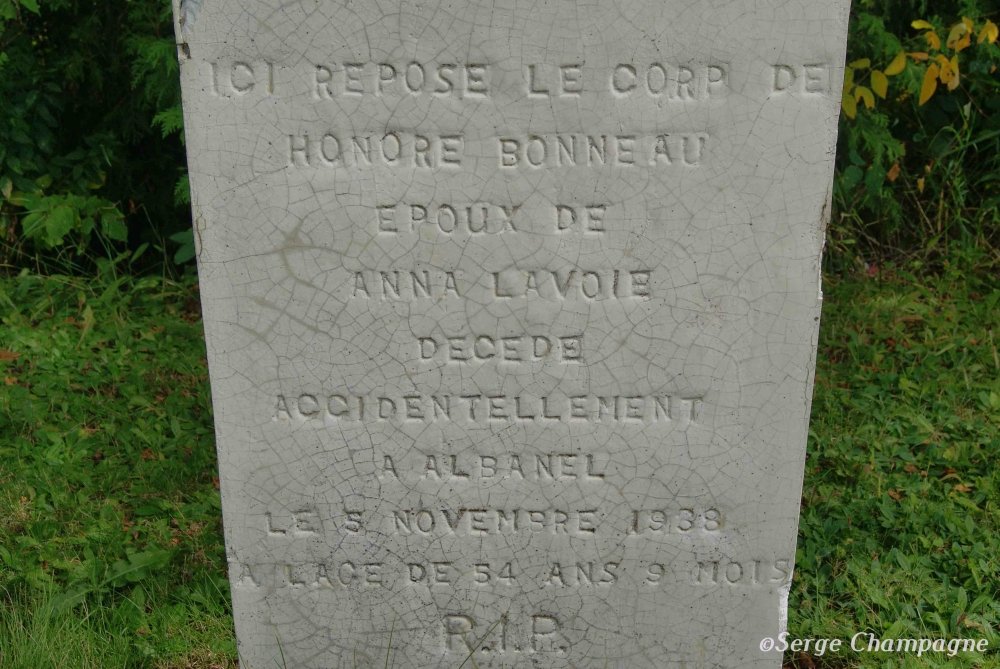 ICI REPOSE LE CORP DE
HONORE BONNEAU
EPOUX DE
ANNA LAVOIE
DECEDE
ACCIDENTELLEMENT
A ALBANEL
LE 5 NOVEMBRE 1938
A LAGE DE 54 ANS 9 MOIS
R.I.P.
©Serge Champagne